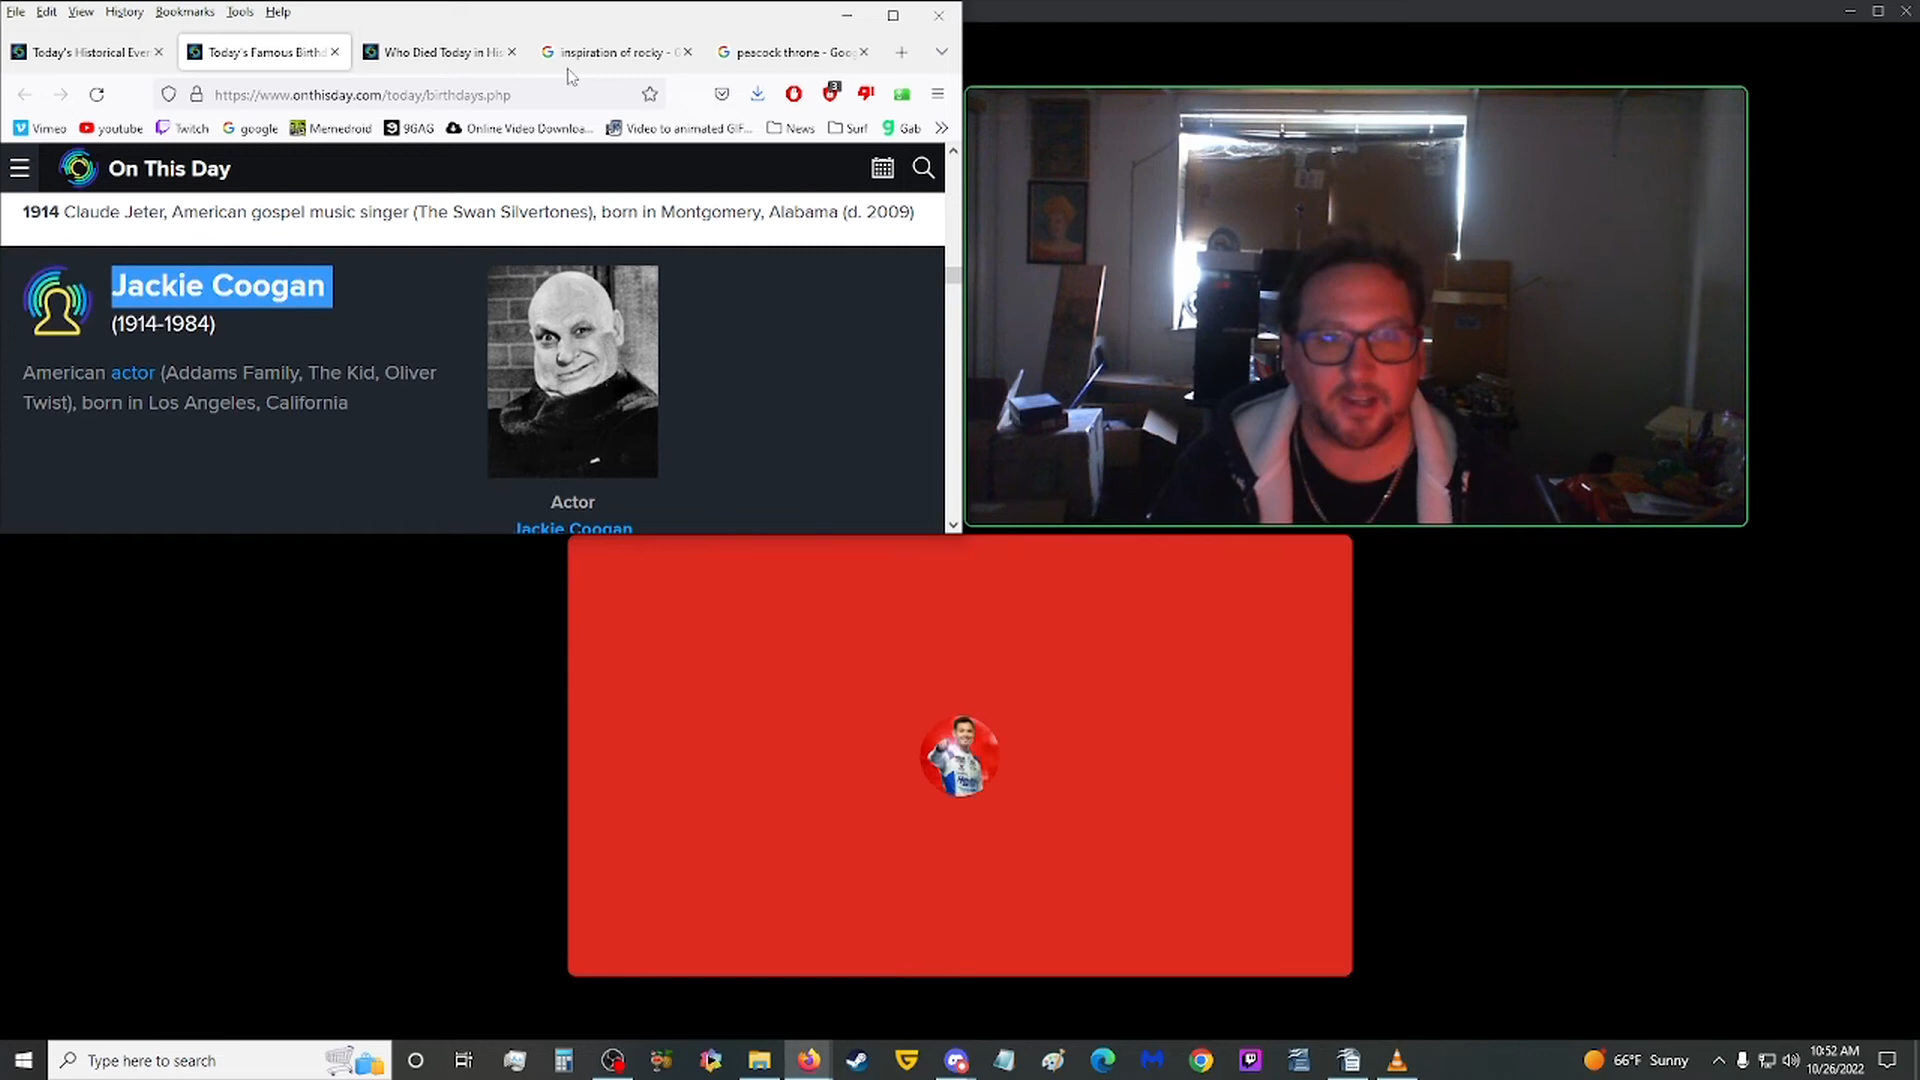 File Edit View History Bookmarks Tools Help
Today's Historical Even
Today's Famous Birthd
Who Died Today in His
inspiration of rocky - G
peacock throne - Goog
https://www.onthisday.com/today/birthdays.php
3
Vimeo youtube Twitch google Memedroid 9GAG Online Video Downloa... Video to animated GIF... News Surf Gab
On This Day
1914 Claude Jeter, American gospel music singer (The Swan Silvertones), born in Montgomery, Alabama (d. 2009)
Jackie Coogan
(1914-1984)
American actor (Addams Family, The Kid, Oliver
Twist), born in Los Angeles, California
Actor
Jackie Coogan
Type here to search
66°F Sunny
10:52 AM
10/26/2022